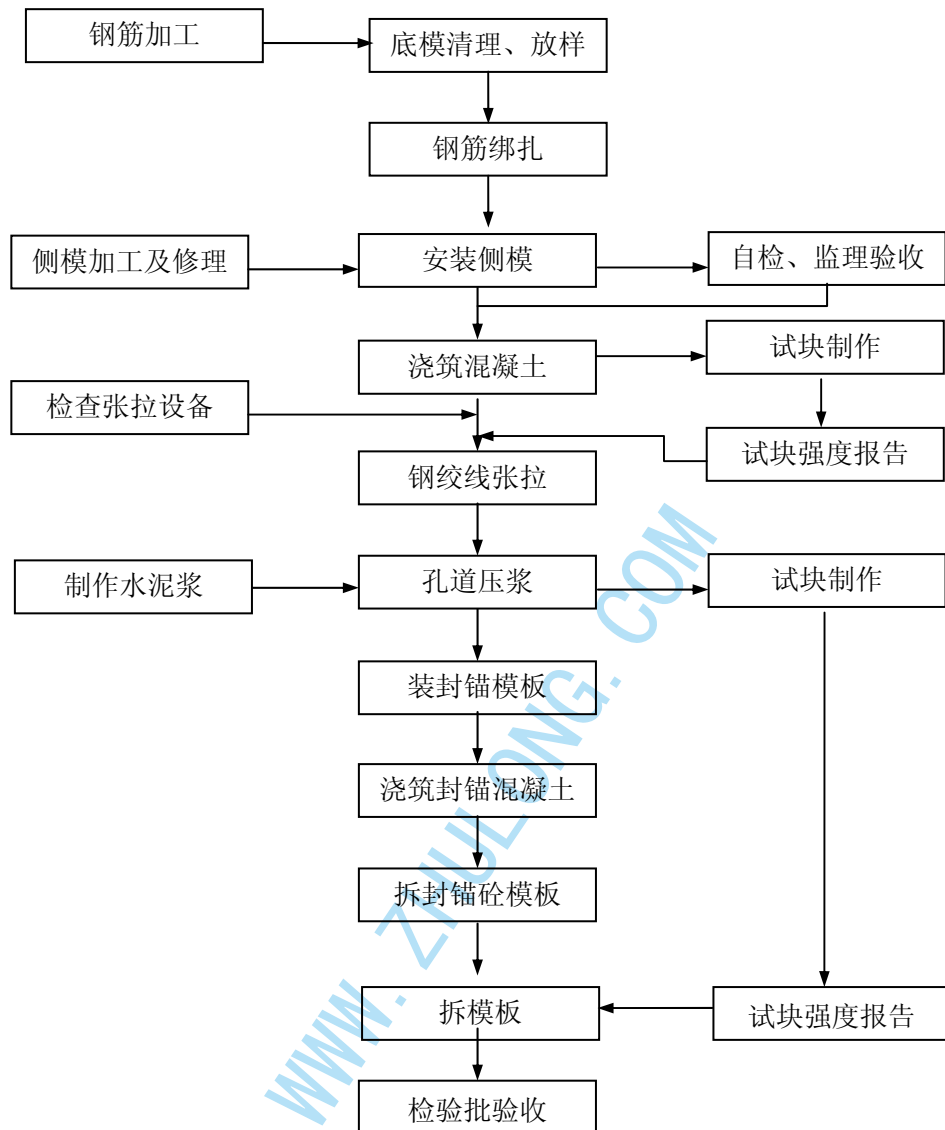 钢筋加工
底模清理、放样
钢筋绑扎
侧模加工及修理
安装侧模
自检、监理验收
浇筑混凝土
试块制作
检查张拉设备
试块强度报告
钢绞线张拉
制作水泥浆
孔道压浆
试块制作
装封锚模板
浇筑封锚混凝土
拆封锚砼模板
拆模板
试块强度报告
检验批验收
WWW.ZHULONG.COM